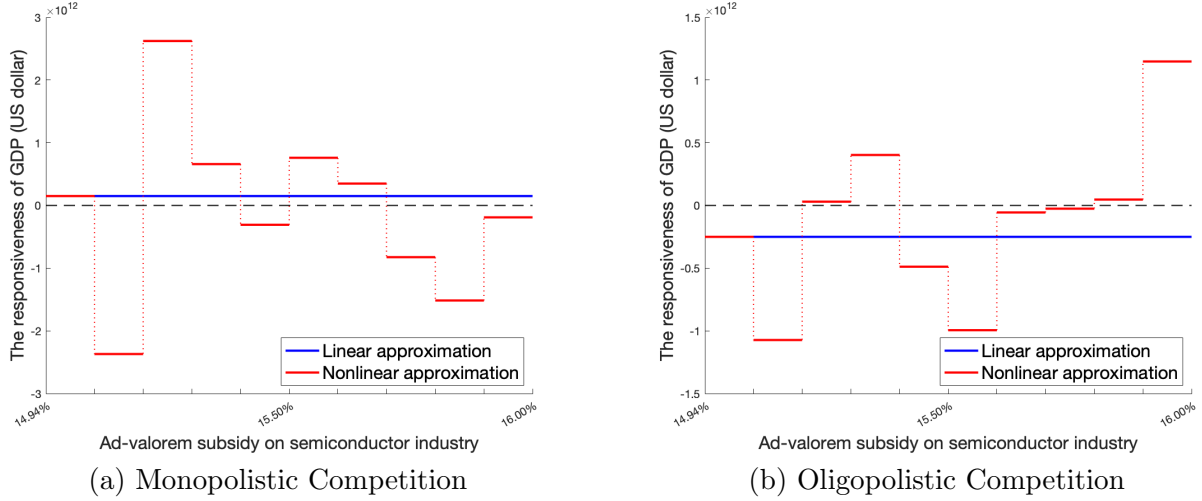 ×10^12
3
2
1
0
-1
-2
-3
The responsiveness of GDP (US dollar)
Linear approximation
Nonlinear approximation
14.94%
15.50%
16.00%
Ad-valorem subsidy on semiconductor industry
(a) Monopolistic Competition
×10^12
1.5
1
0.5
0
-0.5
-1
-1.5
The responsiveness of GDP (US dollar)
Linear approximation
Nonlinear approximation
14.94%
15.50%
16.00%
Ad-valorem subsidy on semiconductor industry
(b) Oligopolistic Competition